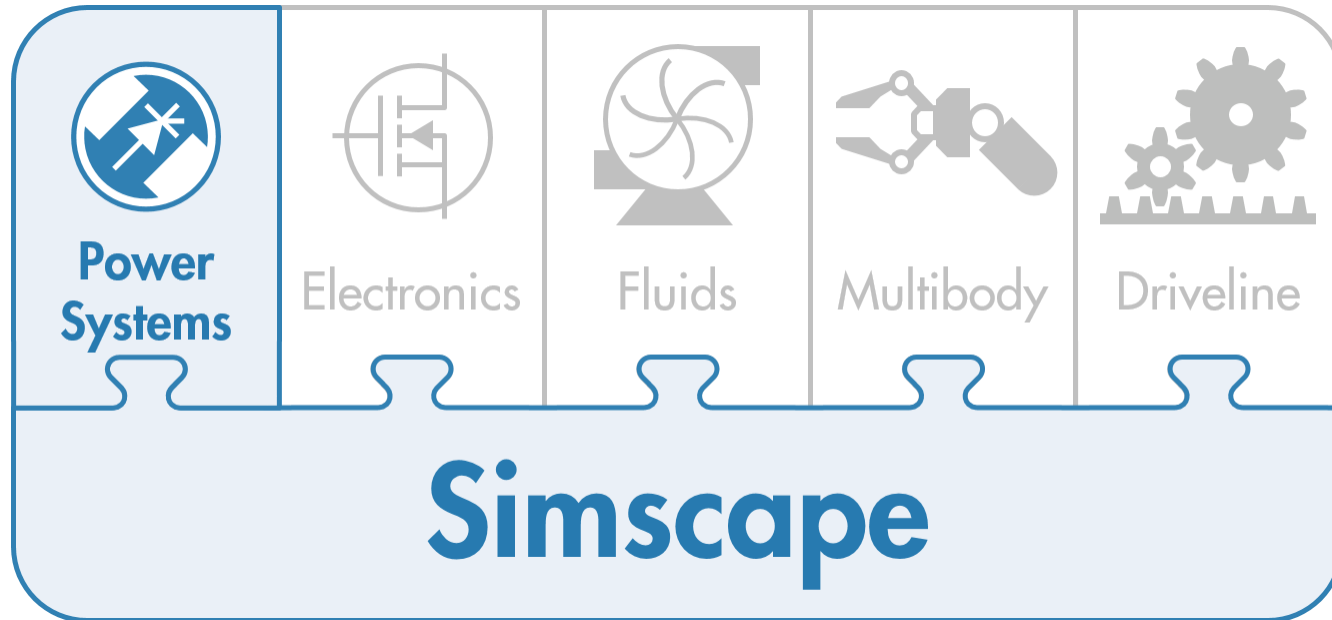 Power
Systems
Electronics
Fluids
Multibody
Driveline
Simscape